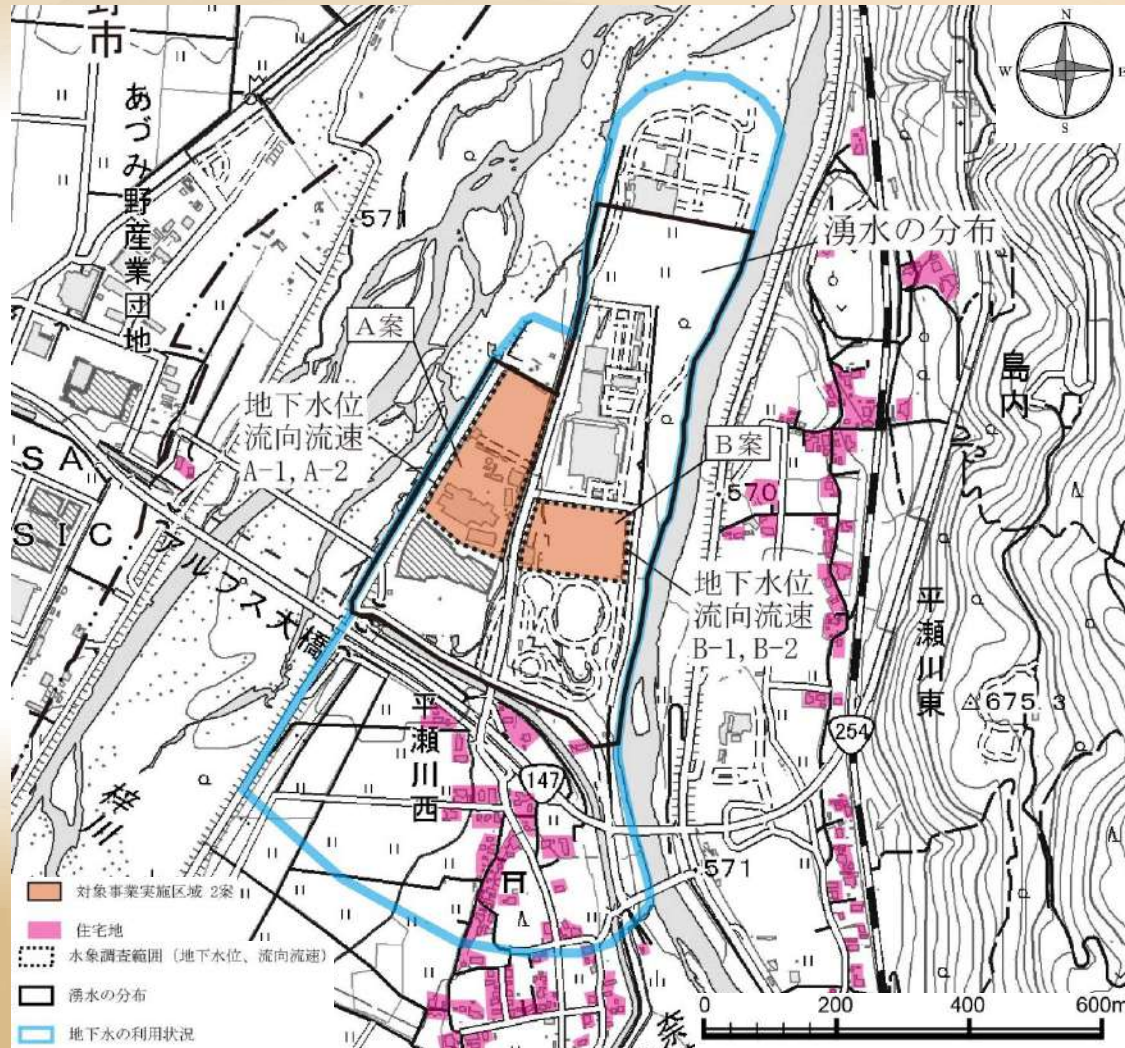 野市
あづみ野産業団地
N
W
E
S
571
湧水の分布
A案
地下水位
流向流速
A-1, A-2
島内
SA
SIC
B案
570
アルプス大橋
地下水位
流向流速
B-1, B-2
平瀬川東
675.3
254
梓川
平瀬川西
147
571
対象事業実施区域 2案
住宅地
水象調査範囲（地下水位、流向流速）
湧水の分布
地下水の利用状況
奈
0 200 400 600m